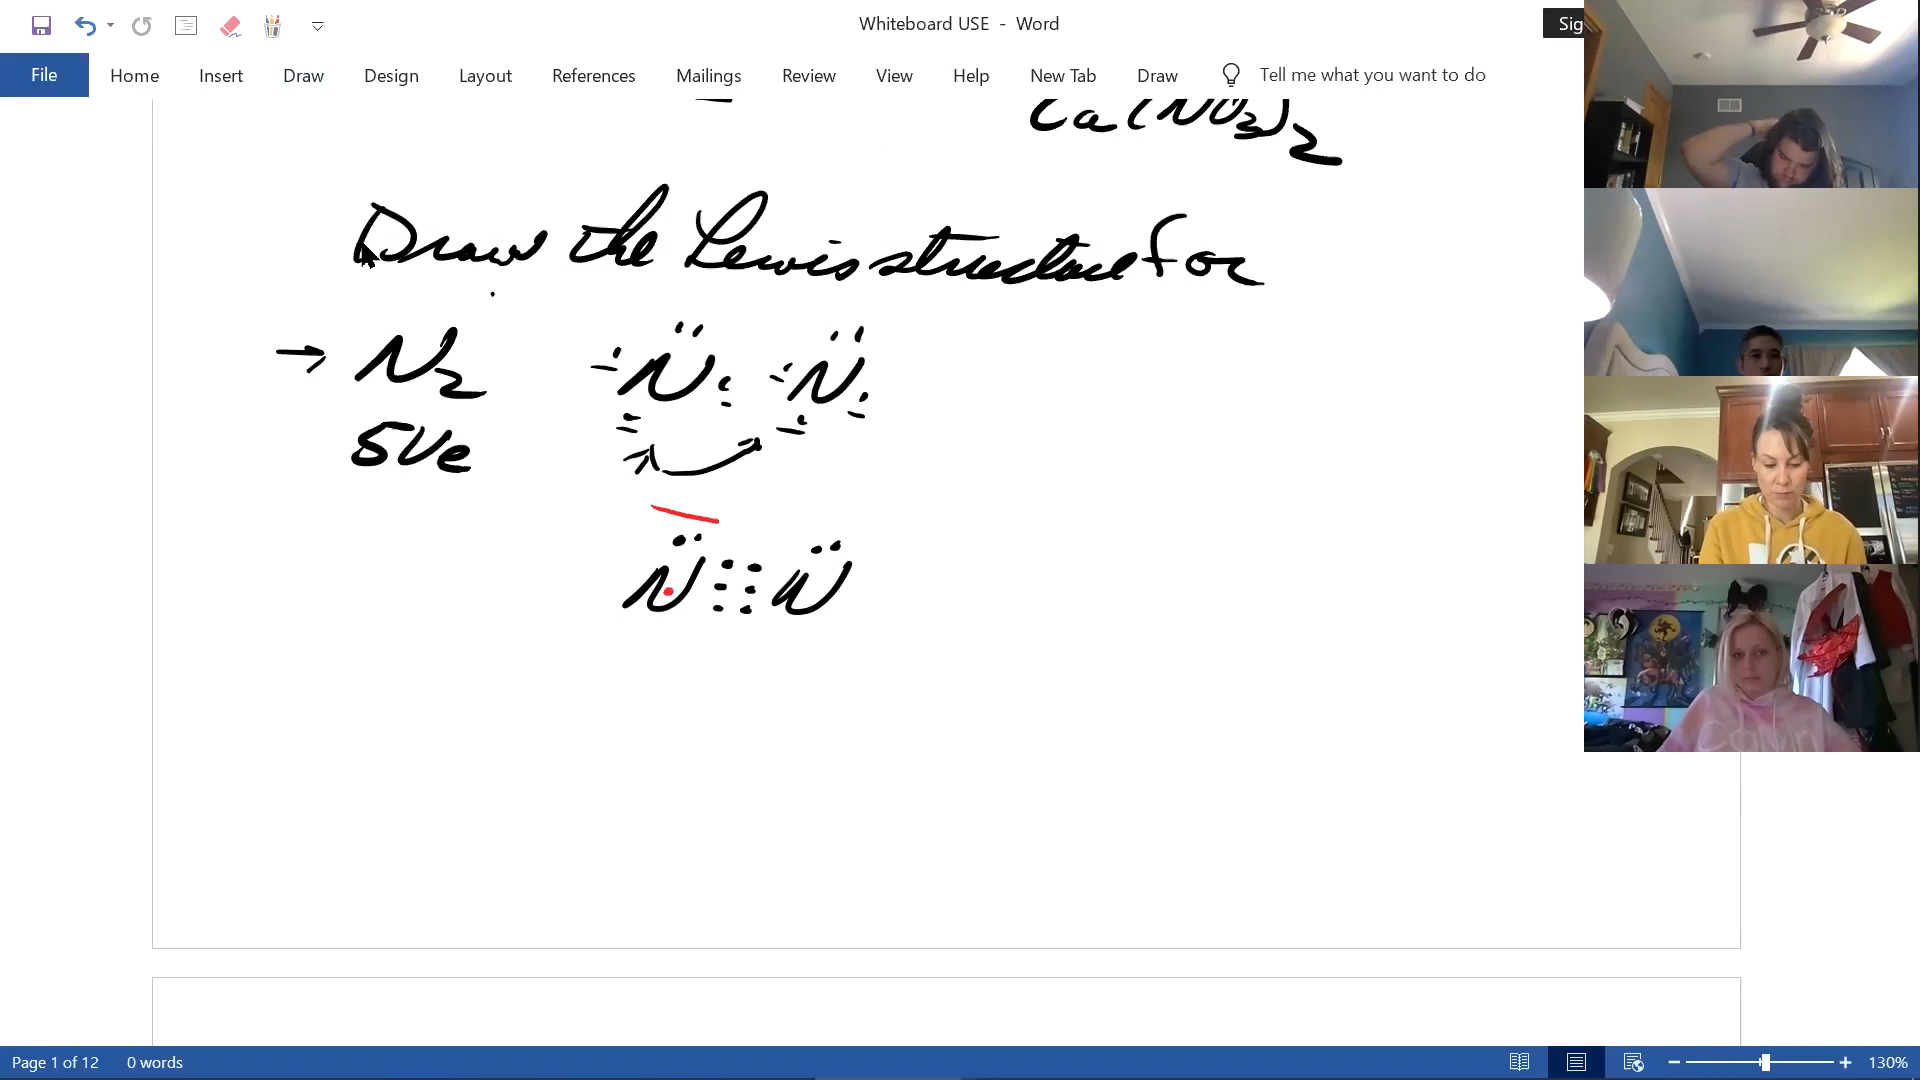 Whiteboard USE - Word
Sig
File Home Insert Draw Design Layout References Mailings Review View Help New Tab Draw Tell me what you want to do
Ca(NO3)2
Draw the Lewis structure for
→ N2 N N
5Ve
N N
Page 1 of 12 0 words
130%